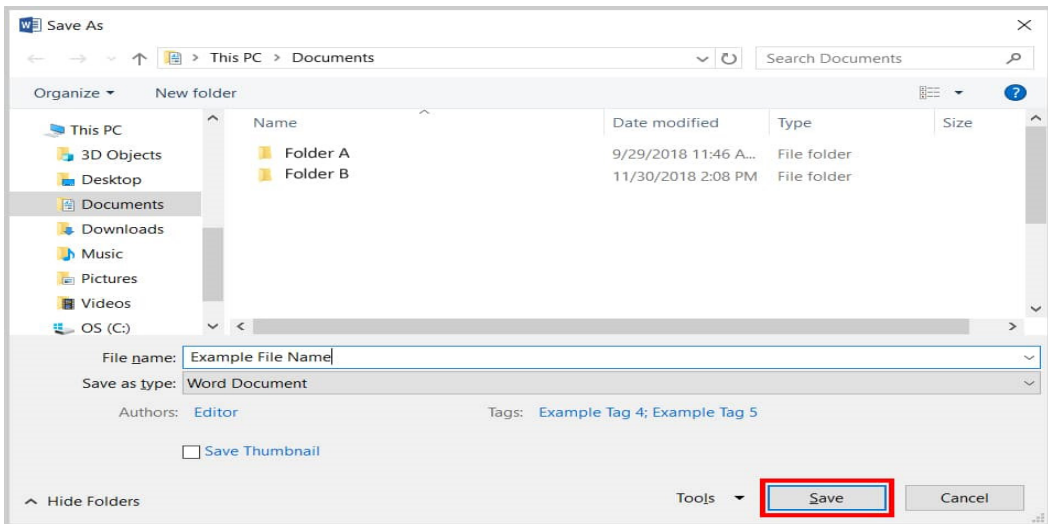 Save As
This PC > Documents
Search Documents
Organize
New folder
Name
Date modified
Type
Size
This PC
3D Objects
Desktop
Documents
Downloads
Music
Pictures
Videos
OS (C:)
Folder A
9/29/2018 11:46 A...
File folder
Folder B
11/30/2018 2:08 PM
File folder
File name: Example File Name
Save as type: Word Document
Authors: Editor
Tags: Example Tag 4; Example Tag 5
Save Thumbnail
Hide Folders
Tools
Save
Cancel